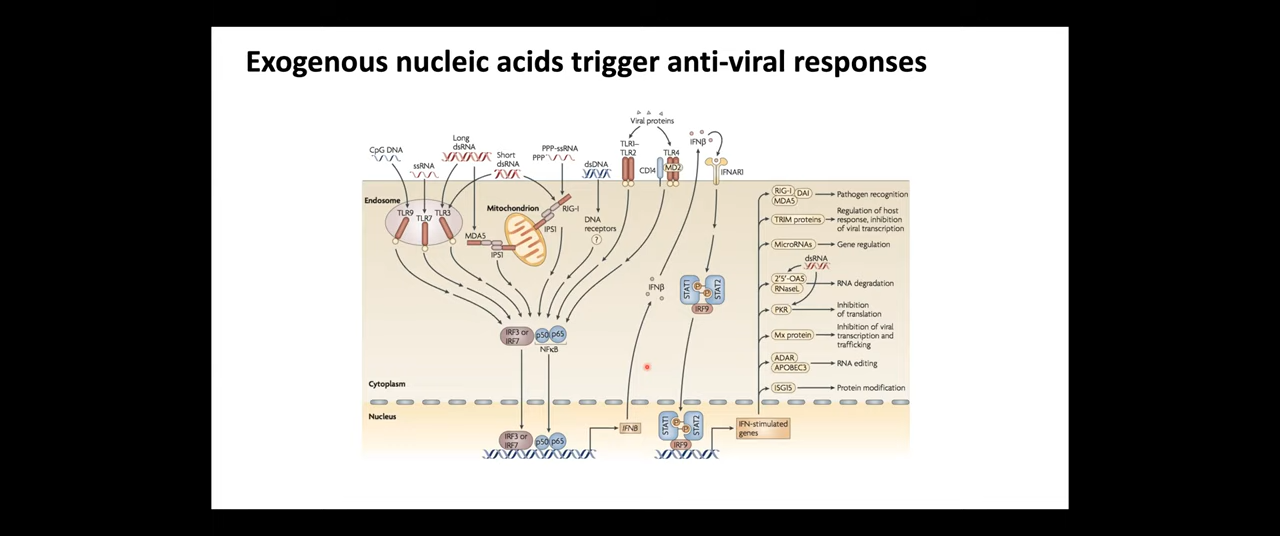 Exogenous nucleic acids trigger anti-viral responses
Viral proteins
CpG DNA
ssRNA
Long
dsRNA
Short
dsRNA
PPP-ssRNA
PPP
dsDNA
TLR1–
TLR2
CD14
TLR4
MD2
IFNβ
IFNAR1
Endosome
TLR9
TLR7
TLR3
MDA5
IPS1
Mitochondrion
RIG-I
IPS1
DNA
receptors
?
IFNβ
STAT1
P
P
STAT2
IRF9
IRF3 or
IRF7
p50
p65
NFκB
Cytoplasm
Nucleus
IRF3 or
IRF7
p50
p65
IFNB
STAT1
P
P
STAT2
IRF9
IFN-stimulated
genes
RIG-I
DAI
MDA5
Pathogen recognition
TRIM proteins
Regulation of host
response, inhibition
of viral transcription
MicroRNAs
Gene regulation
dsRNA
2'5'-OAS
RNaseL
RNA degradation
PKR
Inhibition
of translation
Mx protein
Inhibition of viral
transcription and
trafficking
ADAR
APOBEC3
RNA editing
ISG15
Protein modification